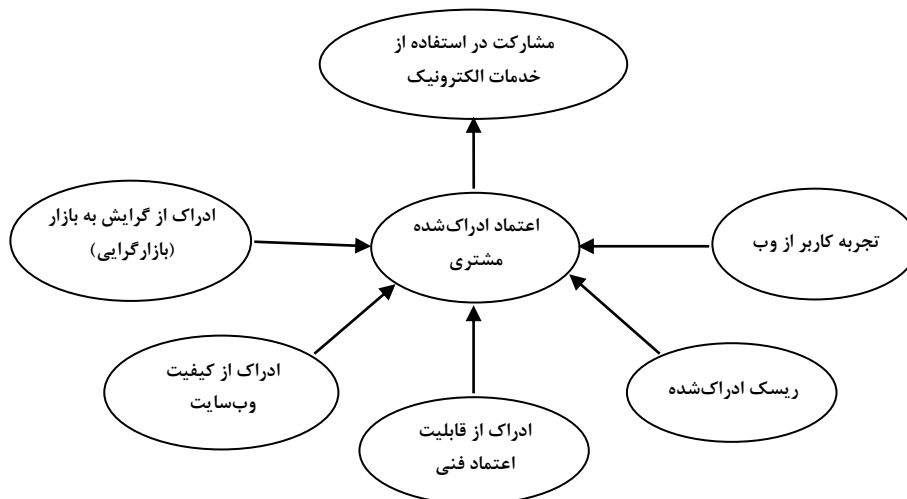 مشارکت در استفاده از
خدمات الکترونیک
ادراک از گرایش به بازار
(بازارگرایی)
اعتماد ادراک‌شده
مشتری
تجربه کاربر از وب
ادراک از کیفیت
وب‌سایت
ادراک از قابلیت
اعتماد فنی
ریسک ادراک‌شده